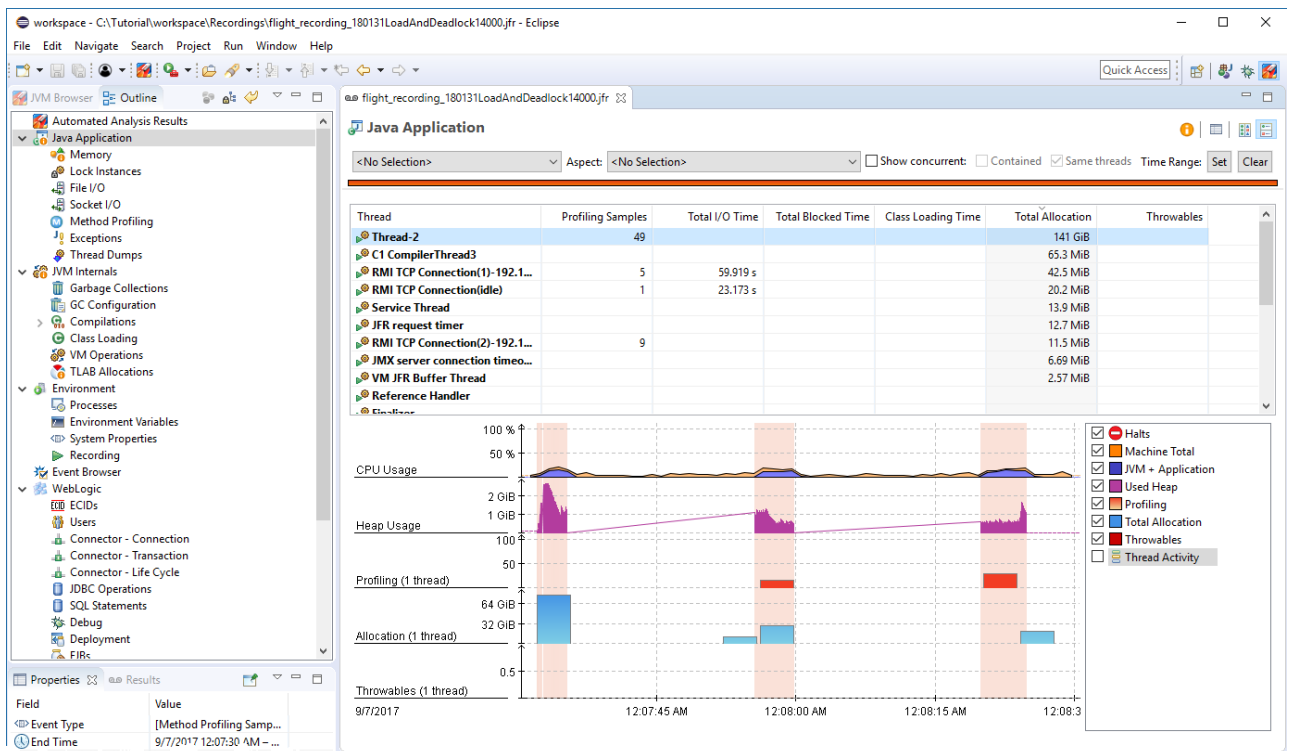 workspace - C:\Tutorial\workspace\Recordings\flight_recording_180131LoadAndDeadlock14000.jfr - Eclipse
File Edit Navigate Search Project Run Window Help
Quick Access
JVM Browser Outline
Automated Analysis Results
Java Application
Memory
Lock Instances
File I/O
Socket I/O
Method Profiling
Exceptions
Thread Dumps
JVM Internals
Garbage Collections
GC Configuration
Compilations
Class Loading
VM Operations
TLAB Allocations
Environment
Processes
Environment Variables
System Properties
Recording
Event Browser
WebLogic
ECIDs
Users
Connector - Connection
Connector - Transaction
Connector - Life Cycle
JDBC Operations
SQL Statements
Debug
Deployment
EJBs
Properties Results
Field Value
Event Type [Method Profiling Samp...
End Time 9/7/2017 12:07:30 AM – ...
flight_recording_180131LoadAndDeadlock14000.jfr
Java Application
<No Selection> Aspect: <No Selection> Show concurrent: Contained Same threads Time Range: Set Clear
Thread Profiling Samples Total I/O Time Total Blocked Time Class Loading Time Total Allocation Throwables
Thread-2 49 141 GiB
C1 CompilerThread3 65.3 MiB
RMI TCP Connection(1)-192.1... 5 59.919 s 42.5 MiB
RMI TCP Connection(idle) 1 23.173 s 20.2 MiB
Service Thread 13.9 MiB
JFR request timer 12.7 MiB
RMI TCP Connection(2)-192.1... 9 11.5 MiB
JMX server connection timeo... 6.69 MiB
VM JFR Buffer Thread 2.57 MiB
Reference Handler
Finalizer
100 %
50 %
CPU Usage
2 GiB
1 GiB
Heap Usage
100
50
Profiling (1 thread)
64 GiB
32 GiB
Allocation (1 thread)
0.5
Throwables (1 thread)
9/7/2017 12:07:45 AM 12:08:00 AM 12:08:15 AM 12:08:3
Halts
Machine Total
JVM + Application
Used Heap
Profiling
Total Allocation
Throwables
Thread Activity